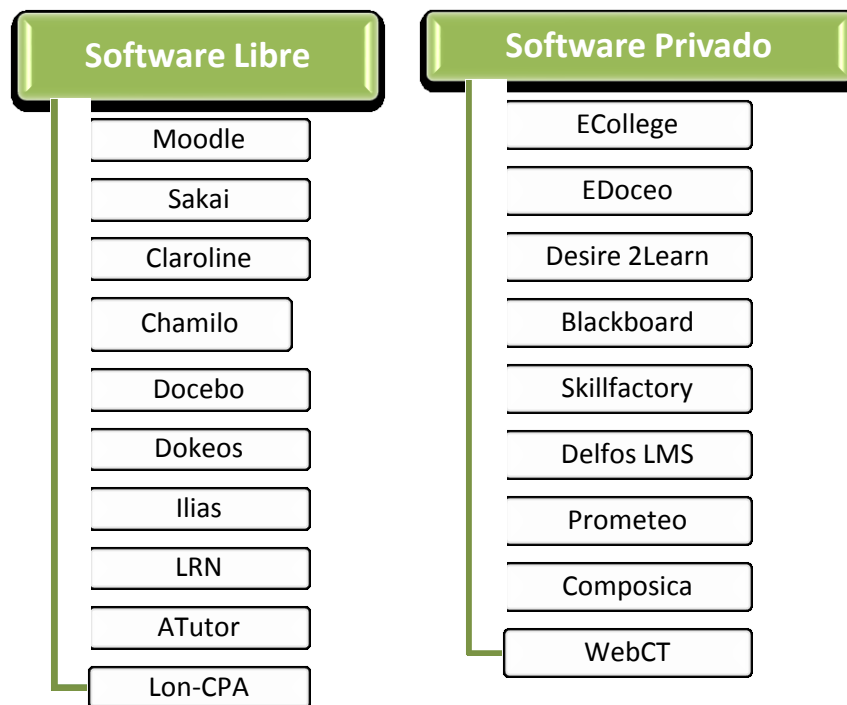 Software Libre
Moodle
Sakai
Claroline
Chamilo
Docebo
Dokeos
Ilias
LRN
ATutor
Lon-CPA
Software Privado
ECollege
EDoceo
Desire 2Learn
Blackboard
Skillfactory
Delfos LMS
Prometeo
Composica
WebCT